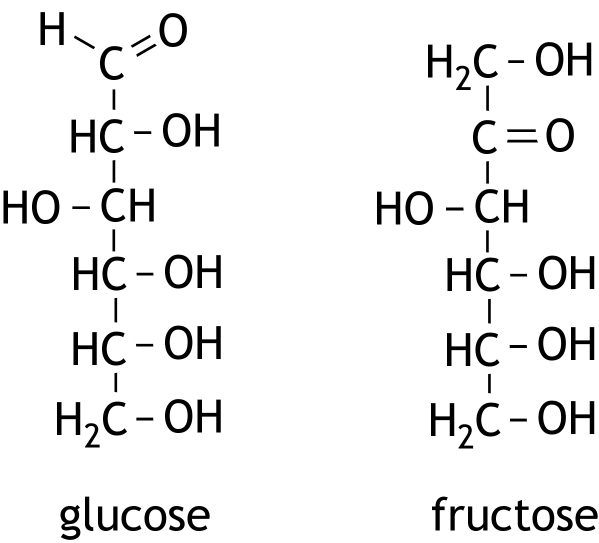 H O
C H₂C–OH
HC–OH C=O
HO–CH HO–CH
HC–OH HC–OH
HC–OH HC–OH
H₂C–OH H₂C–OH
glucose fructose